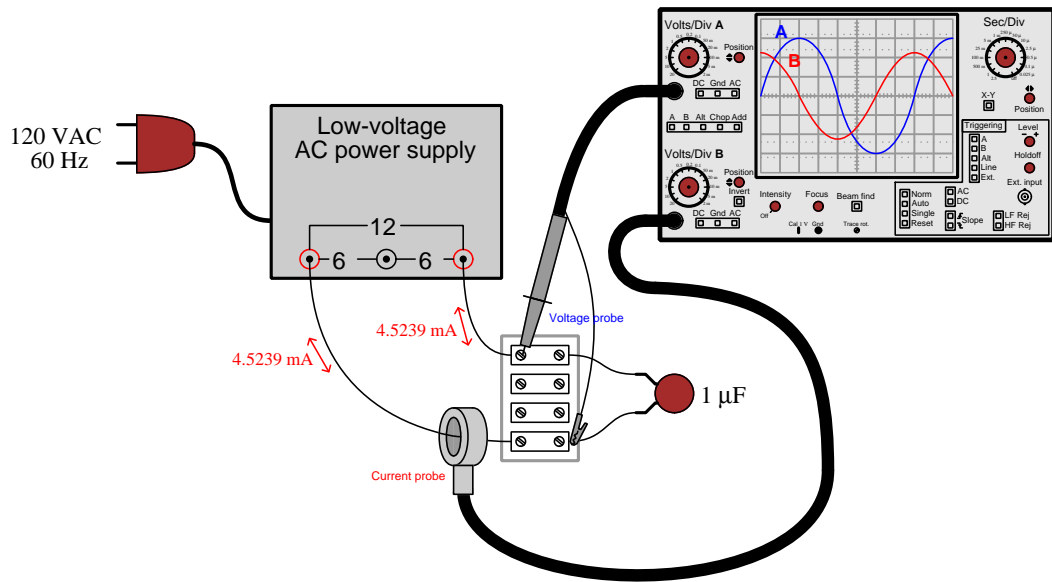 120 VAC
60 Hz
Low-voltage
AC power supply
12
6 6
4.5239 mA
4.5239 mA
Voltage probe
Current probe
1 µF
Volts/Div A
Position
DC Gnd AC
A B Alt Chop Add
Volts/Div B
Position
Invert
DC Gnd AC
A
B
Intensity
Off
Focus
Beam find
Cal 1 V Gnd
Trace rot.
Sec/Div
X-Y
Position
Triggering
A
B
Alt
Line
Ext.
Level
- +
Holdoff
Ext. input
Norm
Auto
Single
Reset
AC
DC
Slope
LF Rej
HF Rej